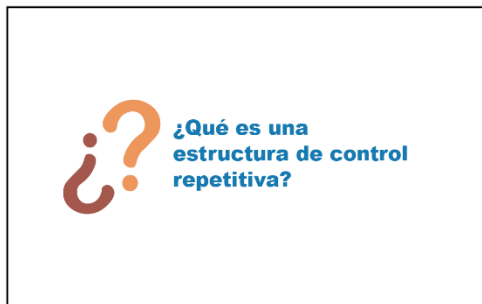 ¿Qué es una
estructura de control
repetitiva?